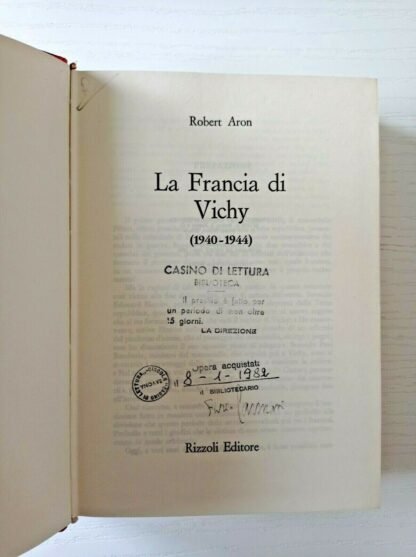 Robert Aron
La Francia di
Vichy
(1940-1944)
CASINO DI LETTURA
BIBLIOTECA
Il prestito è fatto per
un periodo di non oltre
15 giorni.
LA DIREZIONE
Opera acquistata
il 8-1-1982
IL BIBLIOTECARIO
Rizzoli Editore